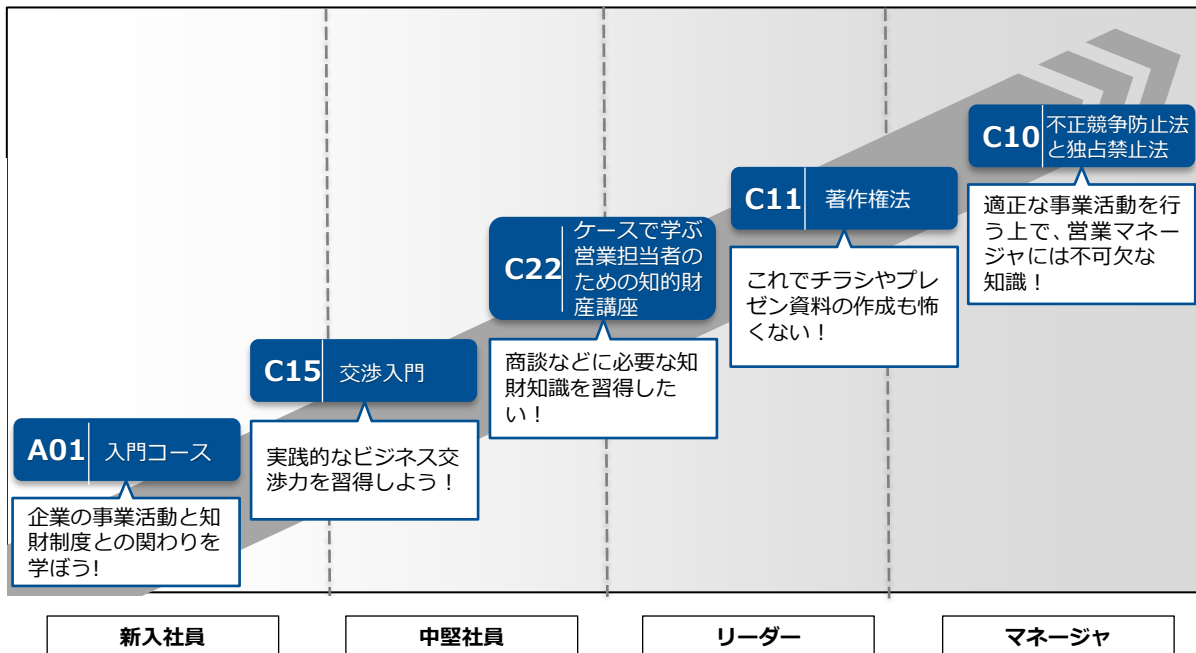 A01 入門コース
企業の事業活動と知
財制度との関わりを
学ぼう!
C15 交渉入門
実践的なビジネス交
渉力を習得しよう！
C22
ケースで学ぶ
営業担当者の
ための知的財
産講座
商談などに必要な知
財知識を習得した
い！
C11 著作権法
これでチラシやプレ
ゼン資料の作成も怖
くない！
C10
不正競争防止法
と独占禁止法
適正な事業活動を行
う上で、営業マネー
ジャには不可欠な
知識！
新入社員
中堅社員
リーダー
マネージャ